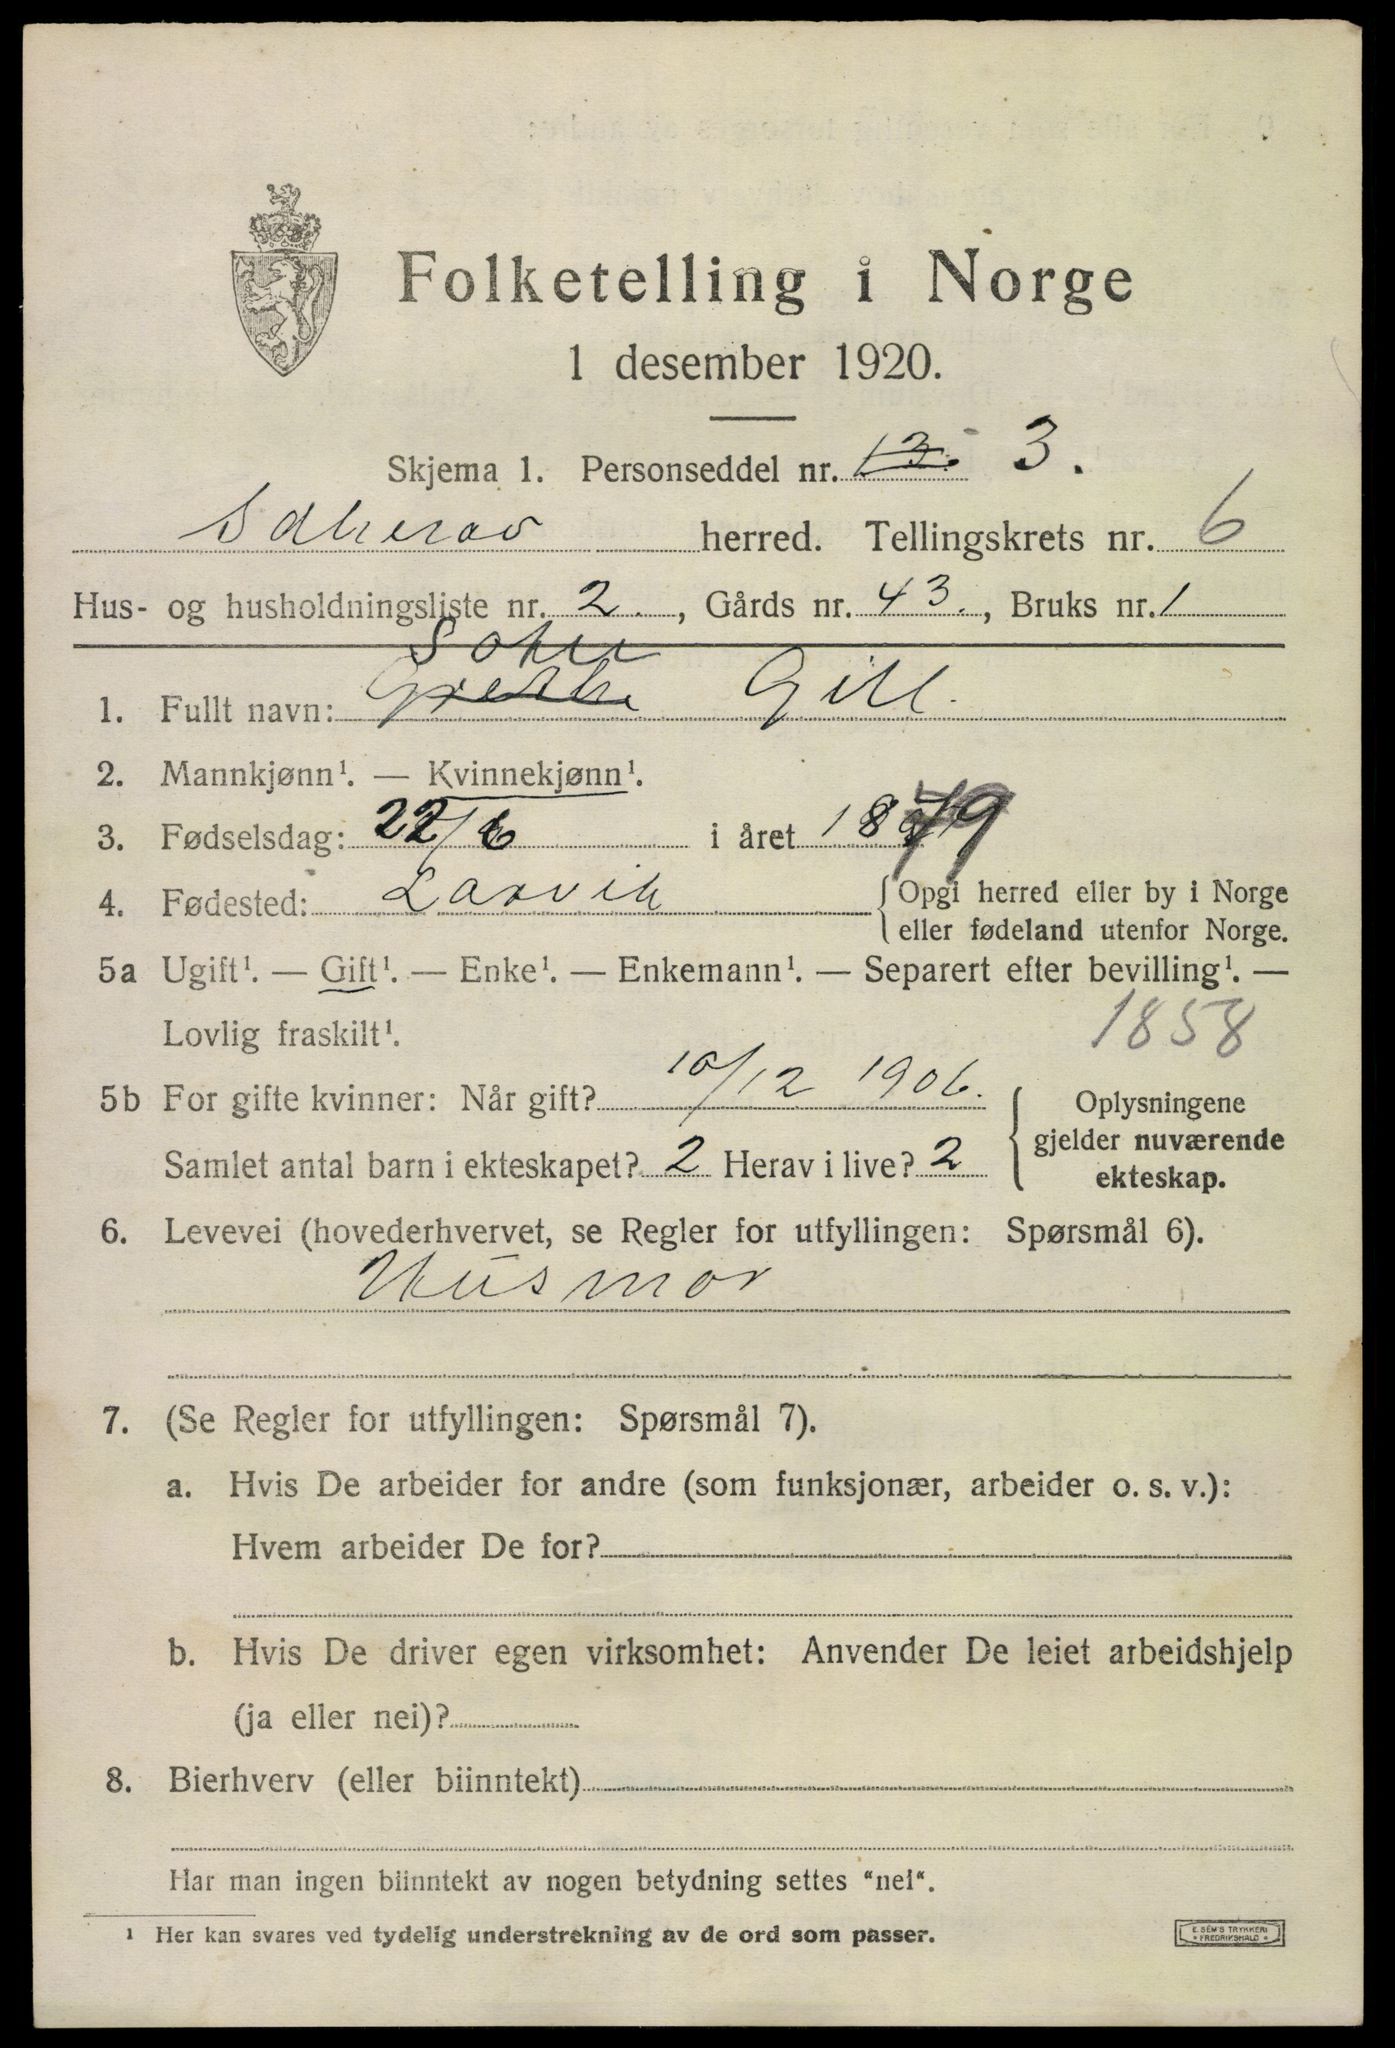 Folketelling i Norge
1 desember 1920.
Skjema 1. Personseddel nr. 13. 3.
Sdherad herred. Tellingskrets nr. 6
Hus- og husholdningsliste nr. 2. , Gårds nr. 43. , Bruks nr. 1
Sofie
1. Fullt navn: Grethe Gill.
2. Mannkjønn¹. — Kvinnekjønn¹.
3. Fødselsdag: 22/6 i året 1879
4. Fødested: Larvik { Opgi herred eller by i Norge
eller fødeland utenfor Norge.
5a Ugift¹. — Gift¹. — Enke¹. — Enkemann¹. — Separert efter bevilling¹. —
Lovlig fraskilt¹. 1858
5b For gifte kvinner: Når gift? 10/12 1906. { Oplysningene
gjelder nuværende
Samlet antal barn i ekteskapet? 2 Herav i live? 2
ekteskap.
6. Levevei (hovederhvervet, se Regler for utfyllingen: Spørsmål 6).
Husmor
7. (Se Regler for utfyllingen: Spørsmål 7).
a. Hvis De arbeider for andre (som funksjonær, arbeider o. s. v.):
Hvem arbeider De for?
b. Hvis De driver egen virksomhet: Anvender De leiet arbeidshjelp
(ja eller nei)?
8. Bierhverv (eller biinntekt)
Har man ingen biinntekt av nogen betydning settes "nei".
¹ Her kan svares ved tydelig understrekning av de ord som passer.
E. SEM'S TRYKKERI
* FREDRIKSHALD *